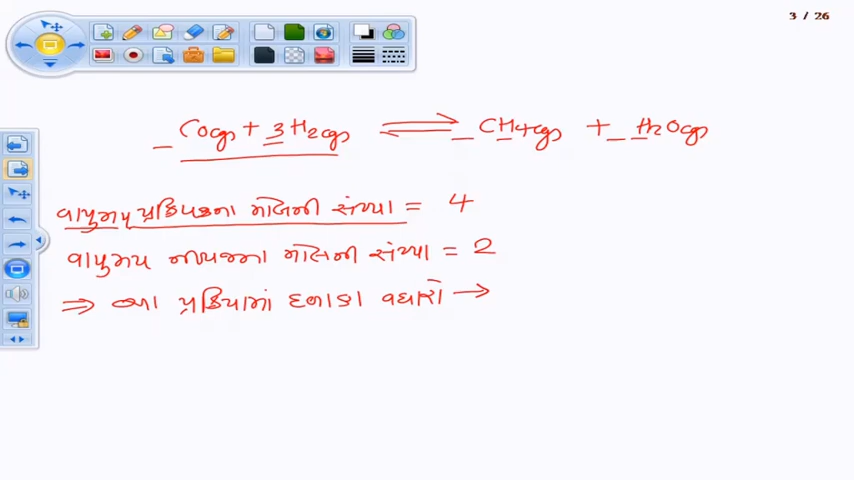 3 / 26
_ CO(g) + 3H2(g) ⇌ _ CH4(g) + _ H2O(g)
વાયુમય પ્રક્રિયકના મોલની સંખ્યા = 4
વાયુમય નીપજના મોલની સંખ્યા = 2
⇒ આ પ્રક્રિયામાં દબાણ વધારો →